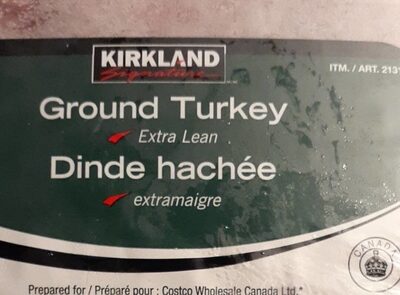 KIRKLAND
Signature
ITM. / ART. 213
Ground Turkey
Extra Lean
Dinde hachée
extramaigre
CANADA
Prepared for / Préparé pour : Costco Wholesale Canada Ltd.*